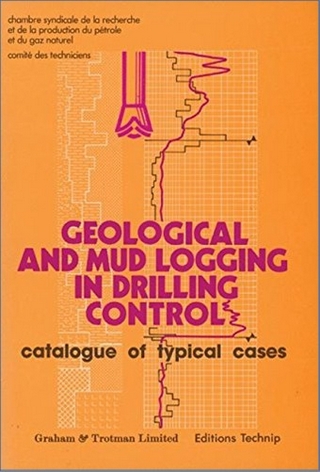 chambre syndicale de la recherche
et de la production du pétrole
et du gaz naturel
comité des techniciens
GEOLOGICAL
AND MUD LOGGING
IN DRILLING
CONTROL
catalogue of typical cases
Graham & Trotman Limited Editions Technip